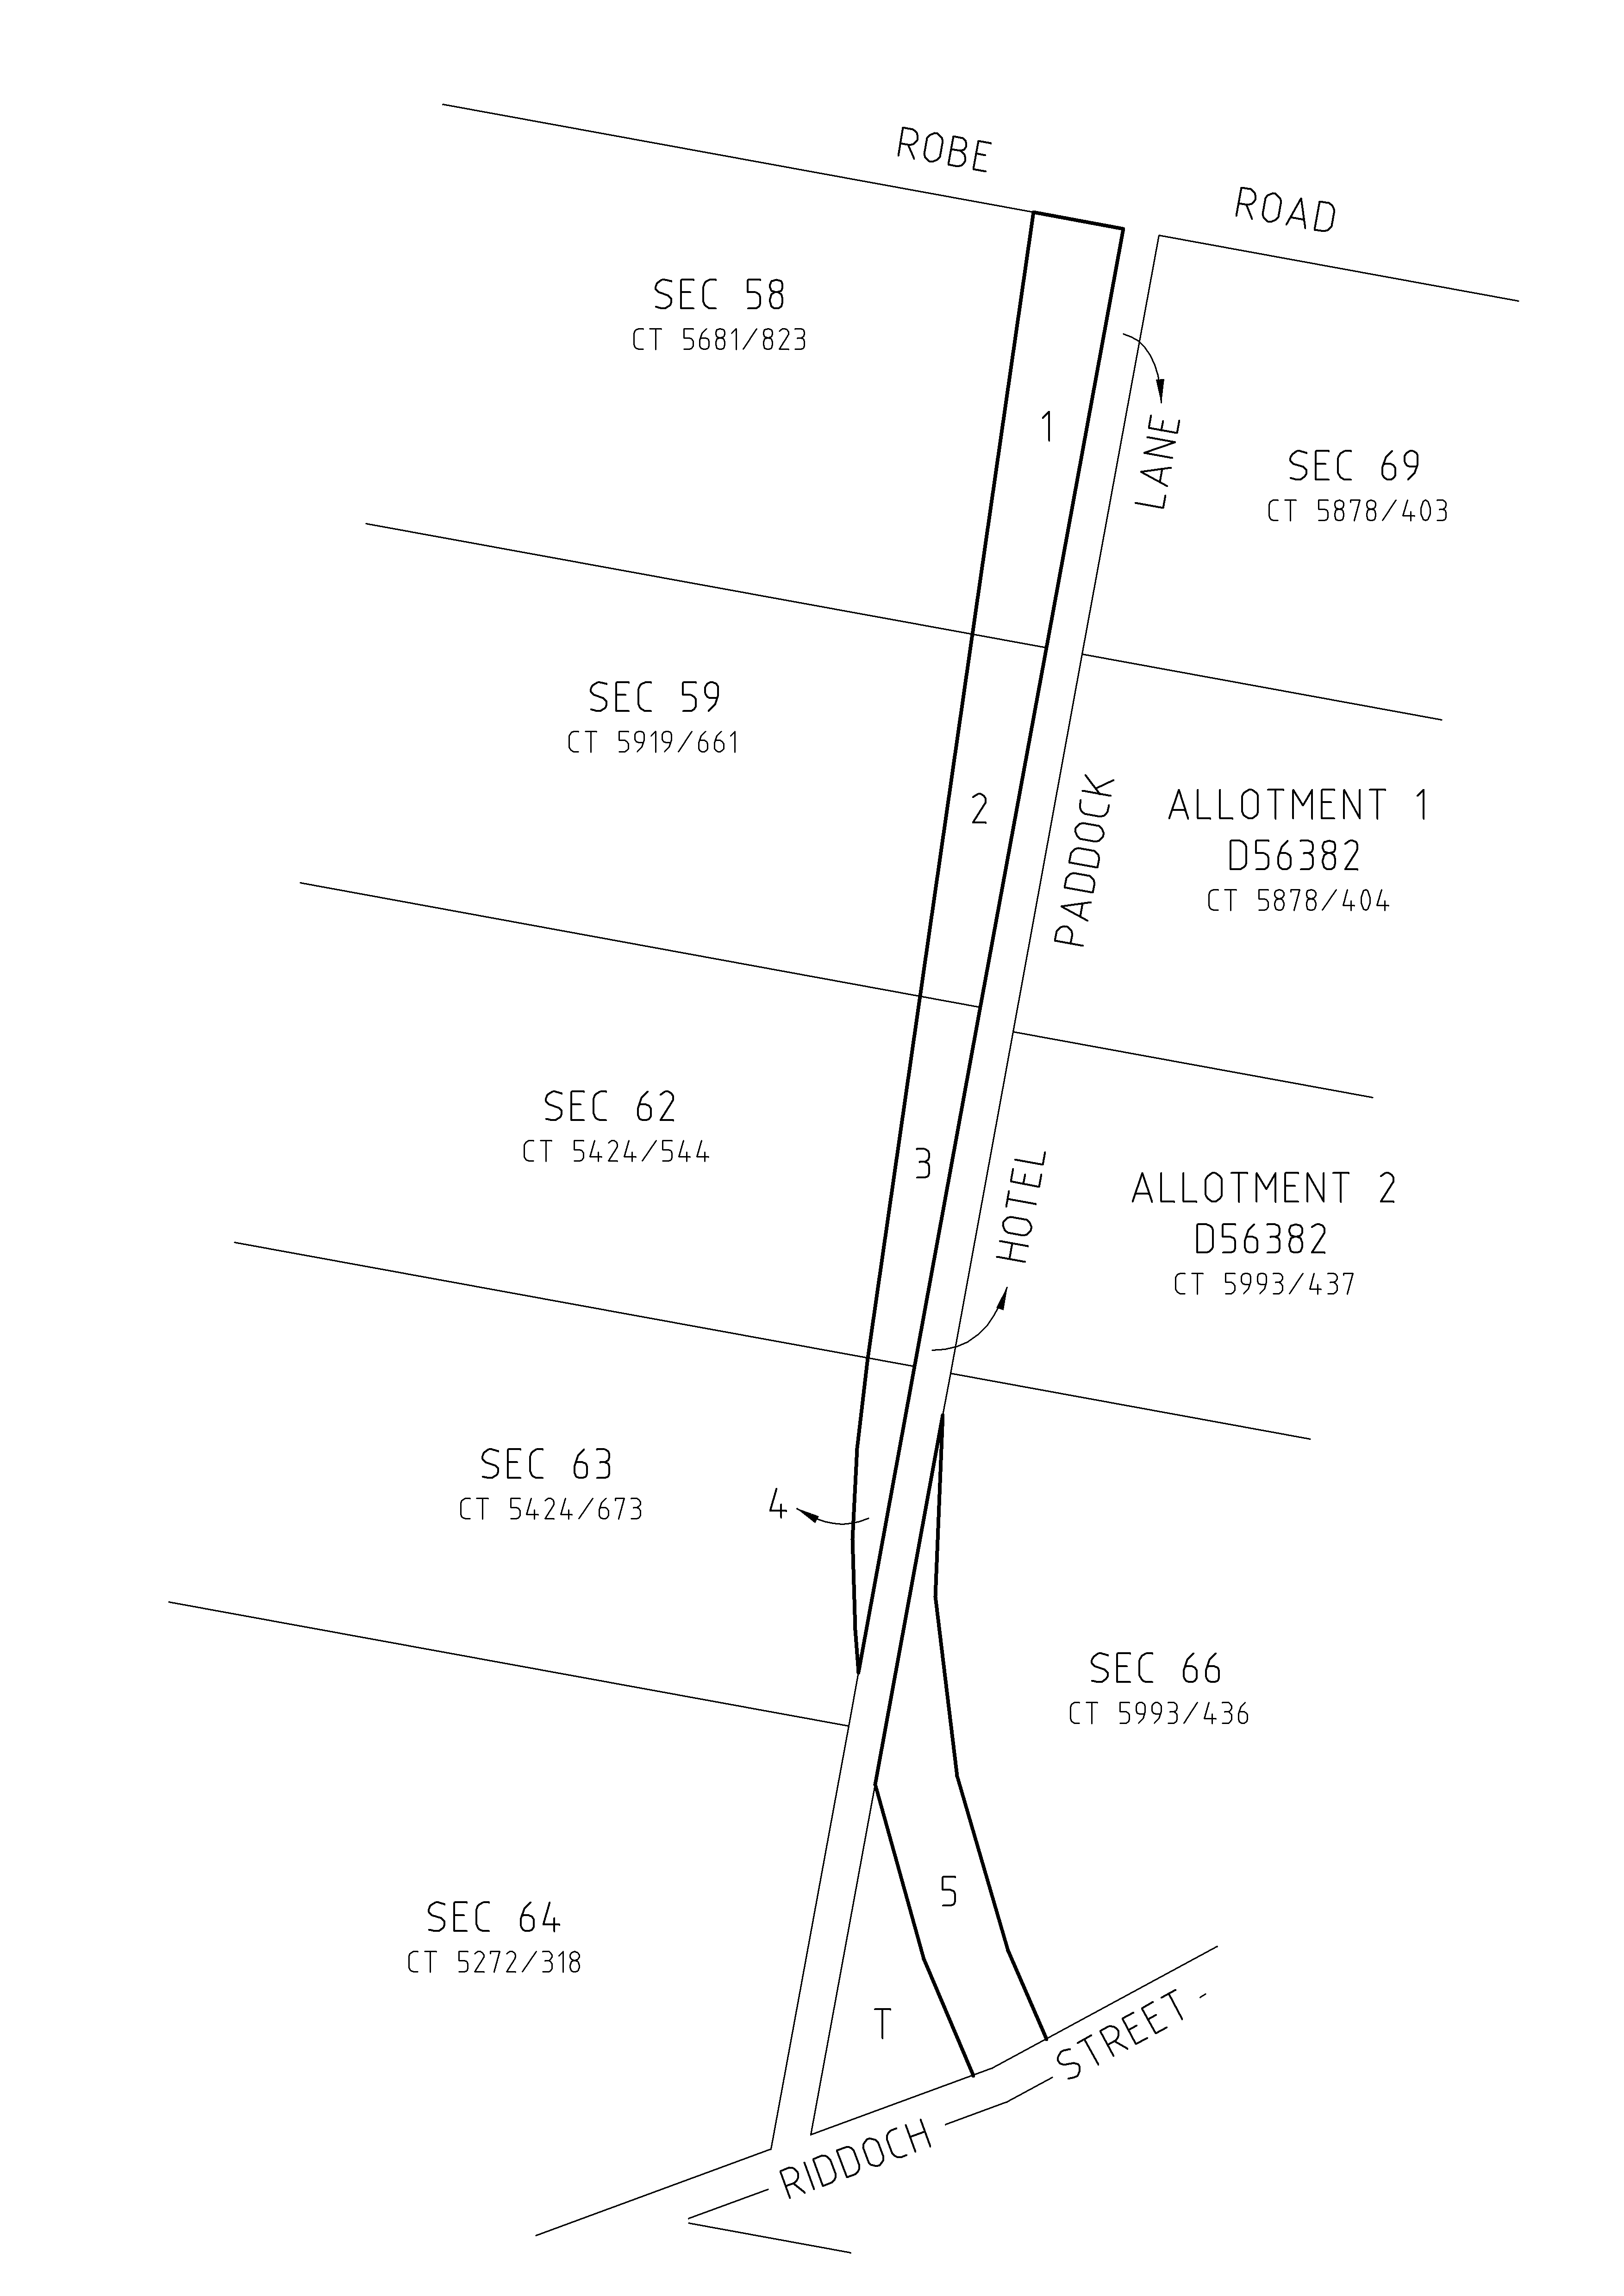 ROBE
ROAD
SEC 58
CT 5681/823
1
LANE
SEC 69
CT 5878/403
SEC 59
CT 5919/661
2
PADDOCK
ALLOTMENT 1
D56382
CT 5878/404
SEC 62
CT 5424/544
3
HOTEL
ALLOTMENT 2
D56382
CT 5993/437
SEC 63
CT 5424/673
4
SEC 66
CT 5993/436
5
SEC 64
CT 5272/318
T
RIDDOCH
STREET